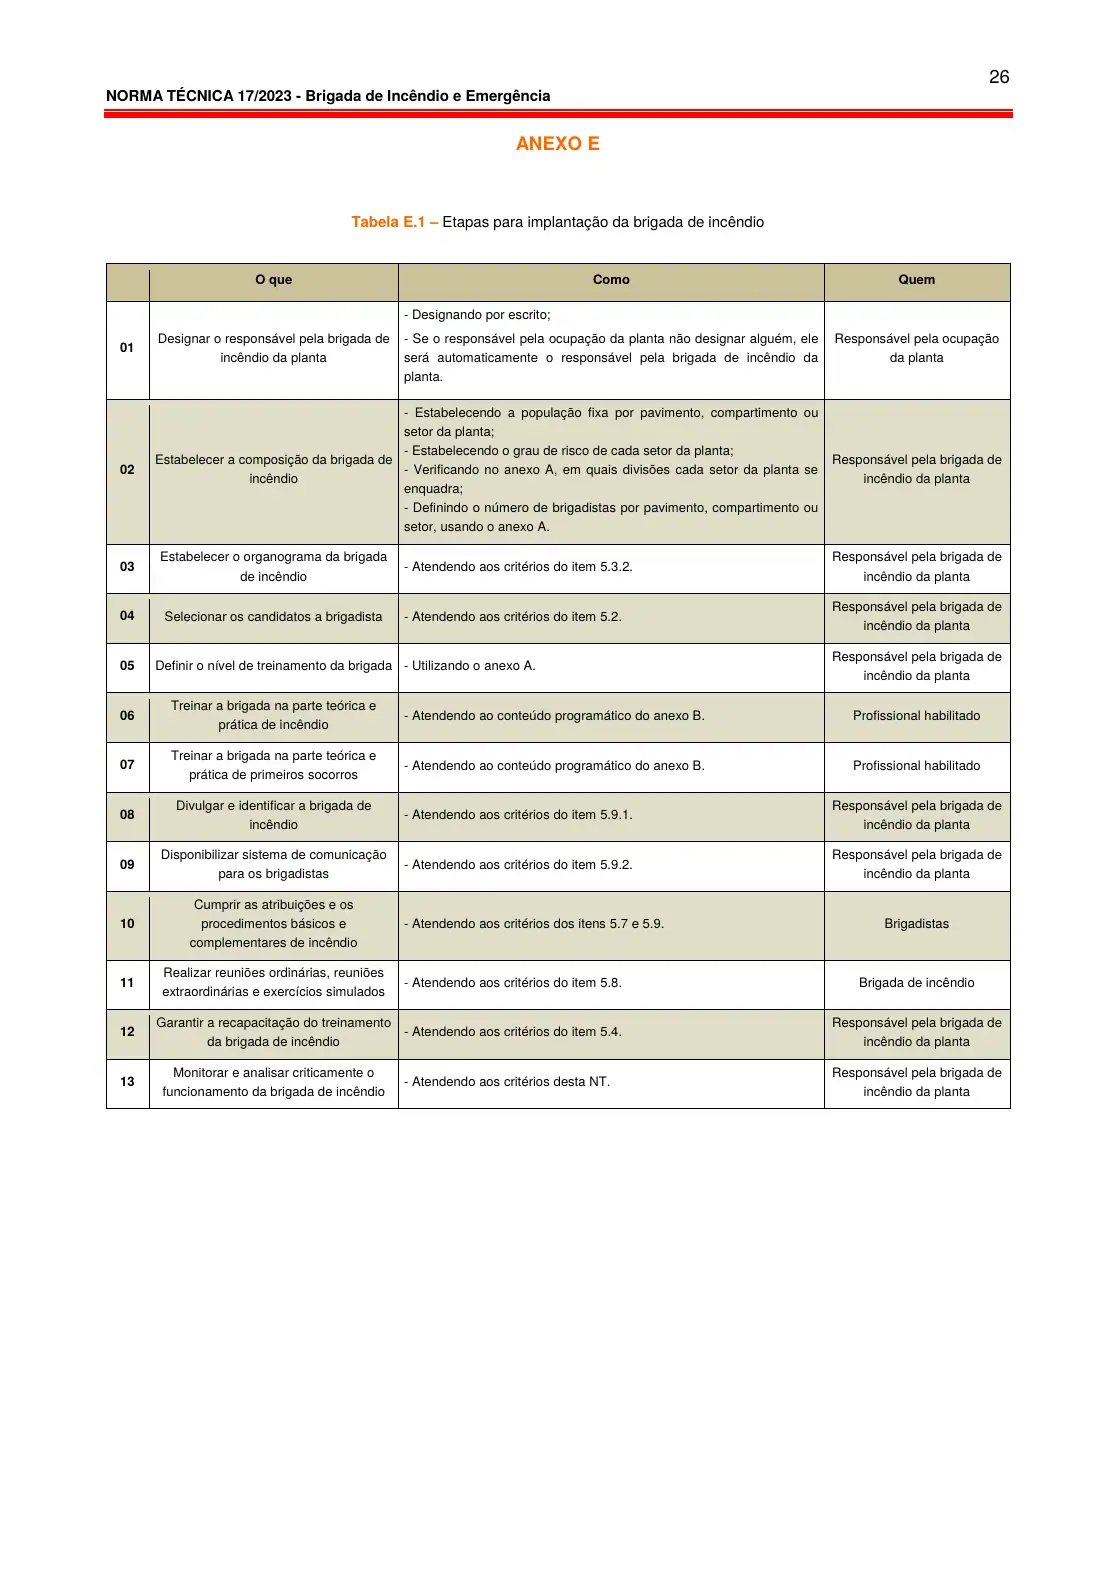 26
NORMA TÉCNICA 17/2023 - Brigada de Incêndio e Emergência
ANEXO E
Tabela E.1 – Etapas para implantação da brigada de incêndio
O que
Como
Quem
01
Designar o responsável pela brigada de
incêndio da planta
- Designando por escrito;
- Se o responsável pela ocupação da planta não designar alguém, ele
será automaticamente o responsável pela brigada de incêndio da
planta.
Responsável pela ocupação
da planta
02
Estabelecer a composição da brigada de
incêndio
- Estabelecendo a população fixa por pavimento, compartimento ou
setor da planta;
- Estabelecendo o grau de risco de cada setor da planta;
- Verificando no anexo A, em quais divisões cada setor da planta se
enquadra;
- Definindo o número de brigadistas por pavimento, compartimento ou
setor, usando o anexo A.
Responsável pela brigada de
incêndio da planta
03
Estabelecer o organograma da brigada
de incêndio
- Atendendo aos critérios do item 5.3.2.
Responsável pela brigada de
incêndio da planta
04
Selecionar os candidatos a brigadista
- Atendendo aos critérios do item 5.2.
Responsável pela brigada de
incêndio da planta
05
Definir o nível de treinamento da brigada
- Utilizando o anexo A.
Responsável pela brigada de
incêndio da planta
06
Treinar a brigada na parte teórica e
prática de incêndio
- Atendendo ao conteúdo programático do anexo B.
Profissional habilitado
07
Treinar a brigada na parte teórica e
prática de primeiros socorros
- Atendendo ao conteúdo programático do anexo B.
Profissional habilitado
08
Divulgar e identificar a brigada de
incêndio
- Atendendo aos critérios do item 5.9.1.
Responsável pela brigada de
incêndio da planta
09
Disponibilizar sistema de comunicação
para os brigadistas
- Atendendo aos critérios do item 5.9.2.
Responsável pela brigada de
incêndio da planta
10
Cumprir as atribuições e os
procedimentos básicos e
complementares de incêndio
- Atendendo aos critérios dos itens 5.7 e 5.9.
Brigadistas
11
Realizar reuniões ordinárias, reuniões
extraordinárias e exercícios simulados
- Atendendo aos critérios do item 5.8.
Brigada de incêndio
12
Garantir a recapacitação do treinamento
da brigada de incêndio
- Atendendo aos critérios do item 5.4.
Responsável pela brigada de
incêndio da planta
13
Monitorar e analisar criticamente o
funcionamento da brigada de incêndio
- Atendendo aos critérios desta NT.
Responsável pela brigada de
incêndio da planta